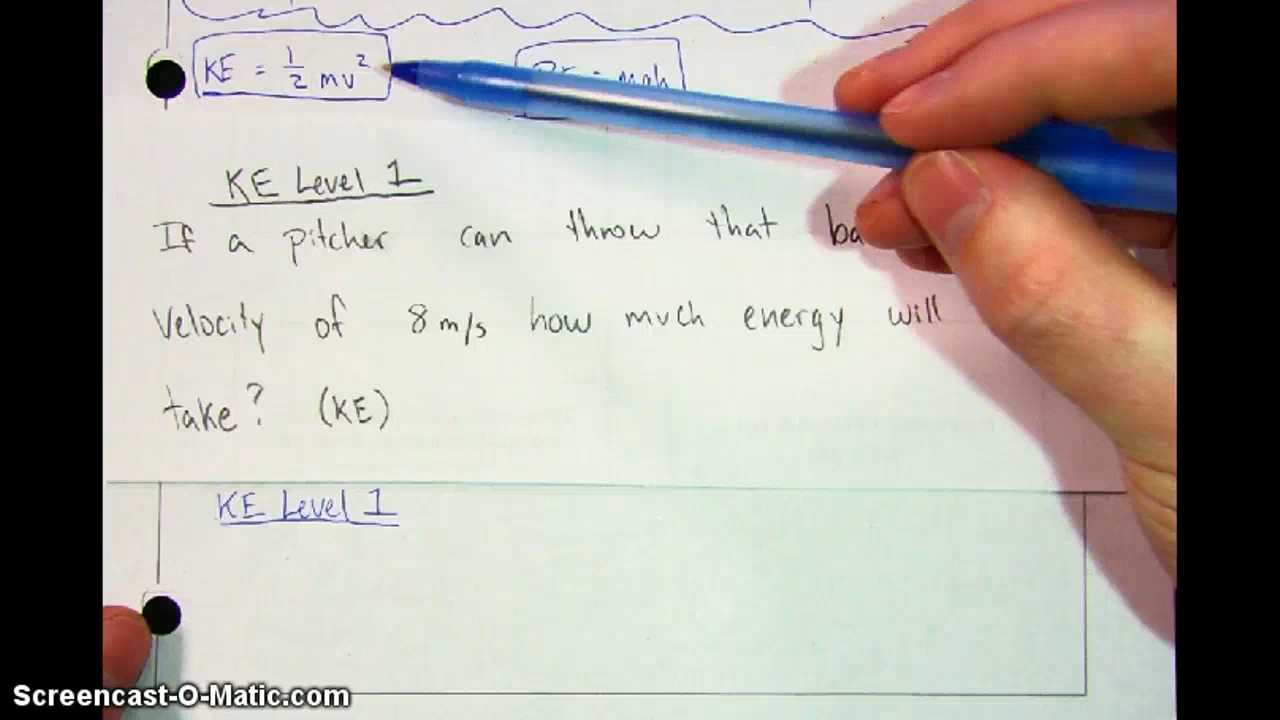 KE = 1/2 mv²
= mgh
KE Level 1
If a pitcher can throw that
velocity of 8 m/s how much energy will
take? (KE)
KE Level 1
Screencast-O-Matic.com